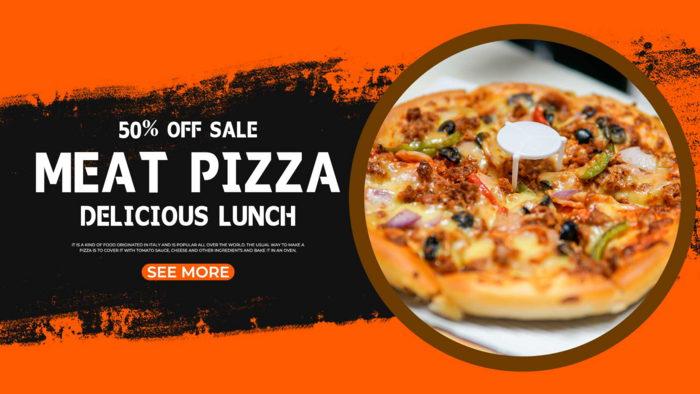 50% OFF SALE
MEAT PIZZA
DELICIOUS LUNCH
IT IS A KIND OF FOOD ORIGINATED IN ITALY AND IS POPULAR ALL OVER THE WORLD. THE USUAL WAY TO MAKE A
PIZZA IS TO COVER IT WITH TOMATO SAUCE, CHEESE AND OTHER INGREDIENTS AND BAKE IT IN AN OVEN.
SEE MORE